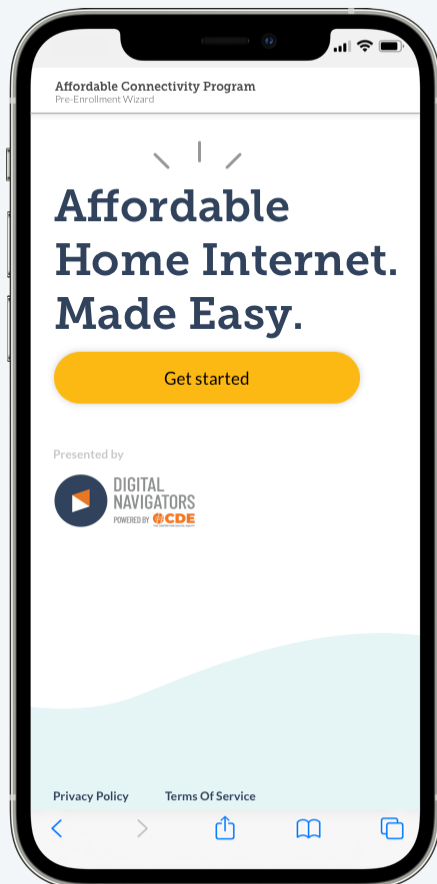 Affordable Connectivity Program
Pre-Enrollment Wizard
Affordable
Home Internet.
Made Easy.
Get started
Presented by
DIGITAL
NAVIGATORS
POWERED BY CDE
Privacy Policy
Terms Of Service